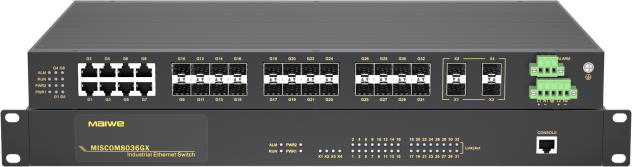 G2 G4 G6 G8
G10 G12 G14 G16
G18 G20 G22 G24
G26 G28 G30 G32
X2 X4
ALARM
G4 G8
ALM
RUN
PWR2
PWR1
D1 G5
G1 G3 G5 G7
G9 G11 G13 G15
G17 G19 G21 G23
G25 G27 G29 G31
X1 X3
MAIWE
MISCOM8036GX
Industrial Ethernet Switch
ALM PWR2
RUN PWR1
X1 X2 X3 X4
2 4 6 8 10 12 14 16
18 20 22 24 26 28 30 32
Link/Act
1 3 5 7 9 11 13 15
17 19 21 23 25 27 29 31
CONSOLE